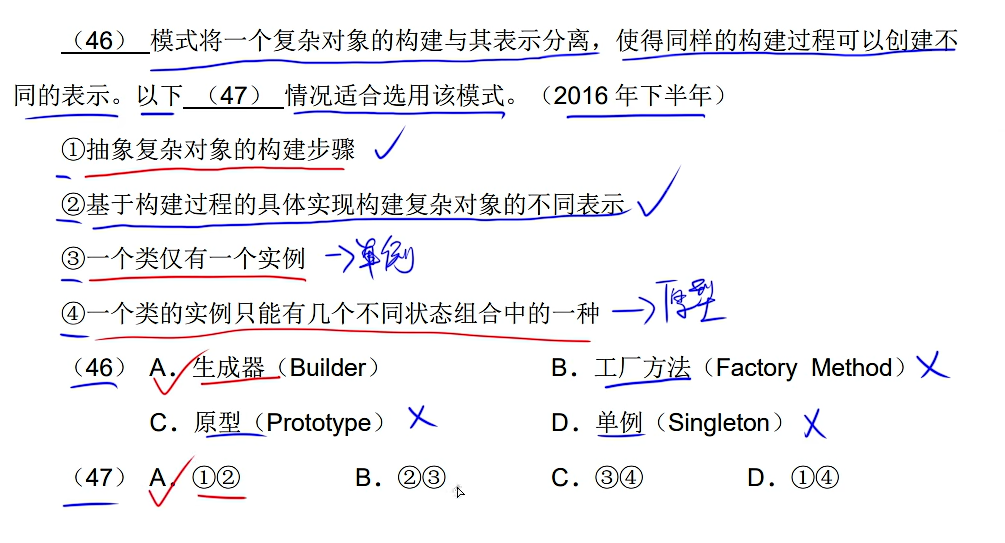 （46） 模式将一个复杂对象的构建与其表示分离，使得同样的构建过程可以创建不
同的表示。以下 （47） 情况适合选用该模式。（2016 年下半年）
①抽象复杂对象的构建步骤
②基于构建过程的具体实现构建复杂对象的不同表示
③一个类仅有一个实例 →单例
④一个类的实例只能有几个不同状态组合中的一种 →原型
（46） A．生成器（Builder） B．工厂方法（Factory Method）
C．原型（Prototype） D．单例（Singleton）
（47） A．①② B．②③ C．③④ D．①④